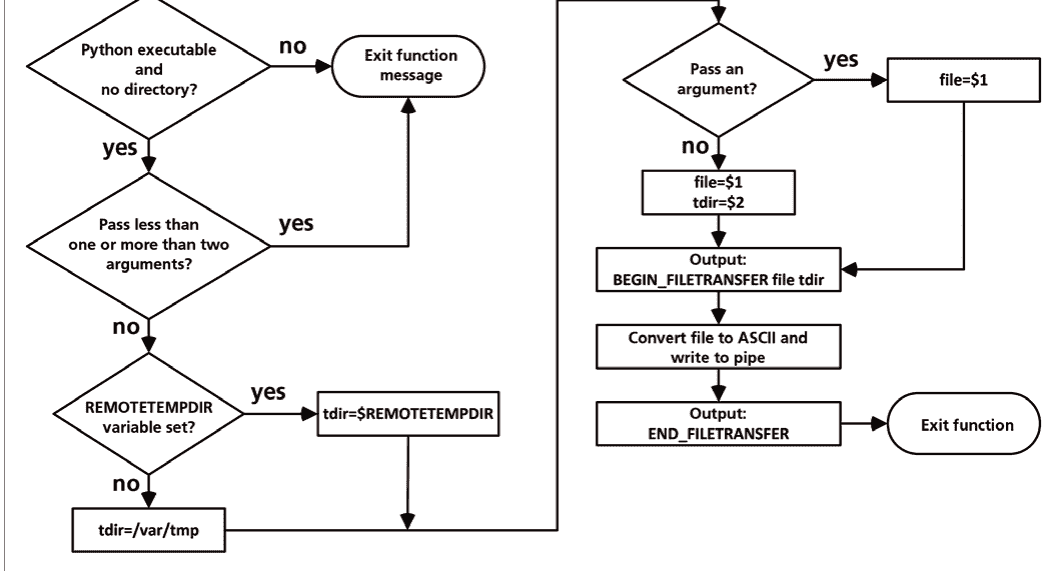 Python executable
and
no directory?
no
Exit function
message
yes
Pass less than
one or more than two
arguments?
yes
no
REMOTETEMPDIR
variable set?
yes
tdir=$REMOTETEMPDIR
no
tdir=/var/tmp
Pass an
argument?
yes
file=$1
no
file=$1
tdir=$2
Output:
BEGIN_FILETRANSFER file tdir
Convert file to ASCII and
write to pipe
Output:
END_FILETRANSFER
Exit function